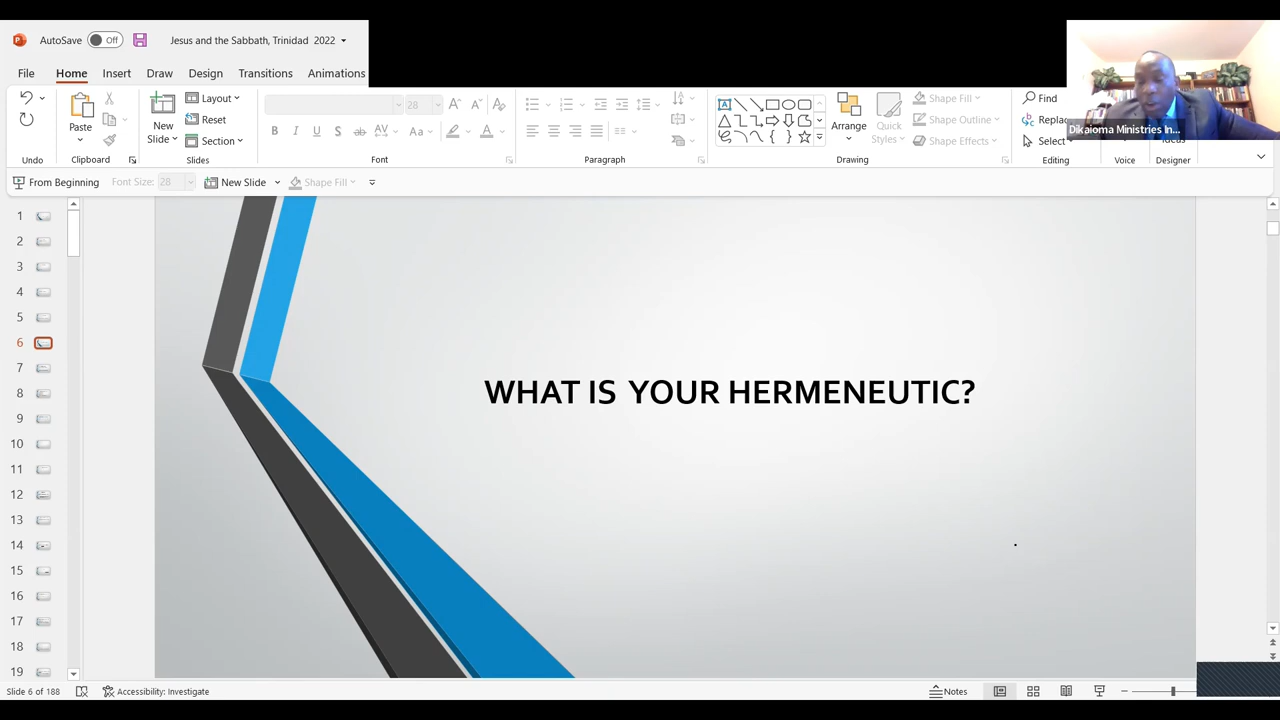 AutoSave Off Jesus and the Sabbath, Trinidad 2022
File Home Insert Draw Design Transitions Animations
Paste
Clipboard
New
Slide
Layout
Reset
Section
Slides
Undo
28
B I U S ab AV Aa A
Font
Paragraph
Arrange
Quick
Styles
Shape Fill
Shape Outline
Shape Effects
Drawing
Find
Select
Editing
Voice
Designer
Dikaioma Ministries In...
From Beginning Font Size: 28 New Slide Shape Fill
1
2
3
4
5
6
7
8
9
10
11
12
13
14
15
16
17
18
19
WHAT IS YOUR HERMENEUTIC?
Slide 6 of 188 Accessibility: Investigate Notes